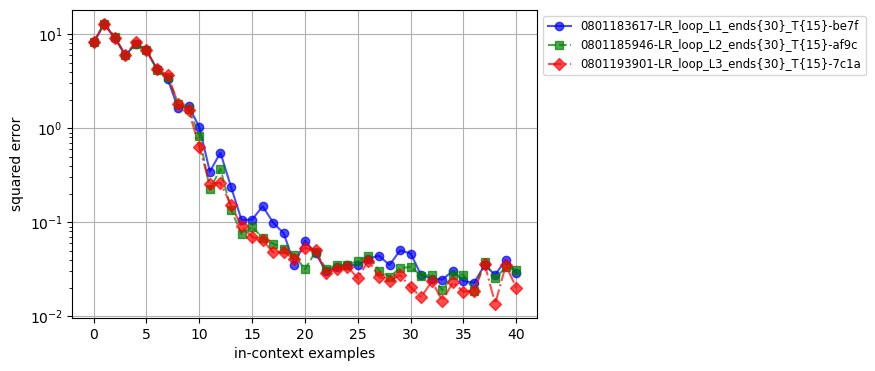 10¹
10⁰
10⁻¹
10⁻²
squared error
0 5 10 15 20 25 30 35 40
in-context examples
0801183617-LR_loop_L1_ends{30}_T{15}-be7f
0801185946-LR_loop_L2_ends{30}_T{15}-af9c
0801193901-LR_loop_L3_ends{30}_T{15}-7c1a